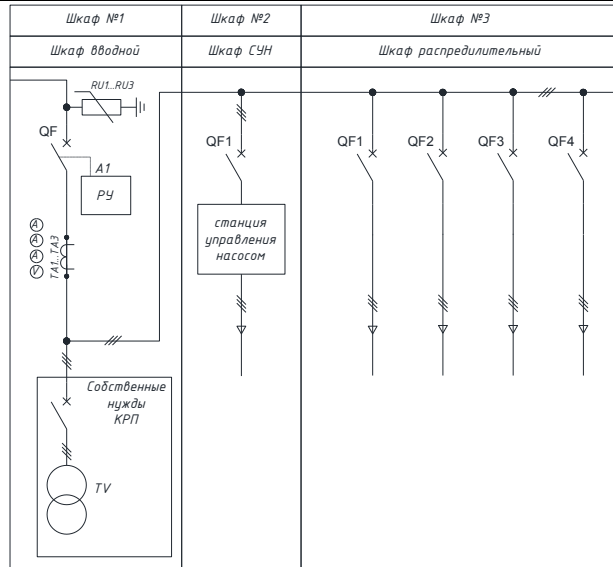 Шкаф №1
Шкаф №2
Шкаф №3
Шкаф вводной
Шкаф СУН
Шкаф распредилительный
RU1...RU3
QF
A1
РУ
A
A
A
V
TA1...TA3
Собственные
нужды
КРП
TV
QF1
станция
управления
насосом
QF1
QF2
QF3
QF4